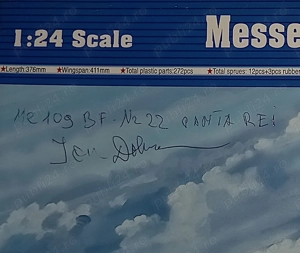 1:24 Scale Messe
★Length:376mm ★Wingspan:411mm ★Total plastic parts:272pcs ★Total sprues: 12pcs+3pcs rubber
ME 109 BF-Nr 22 PANTA REI